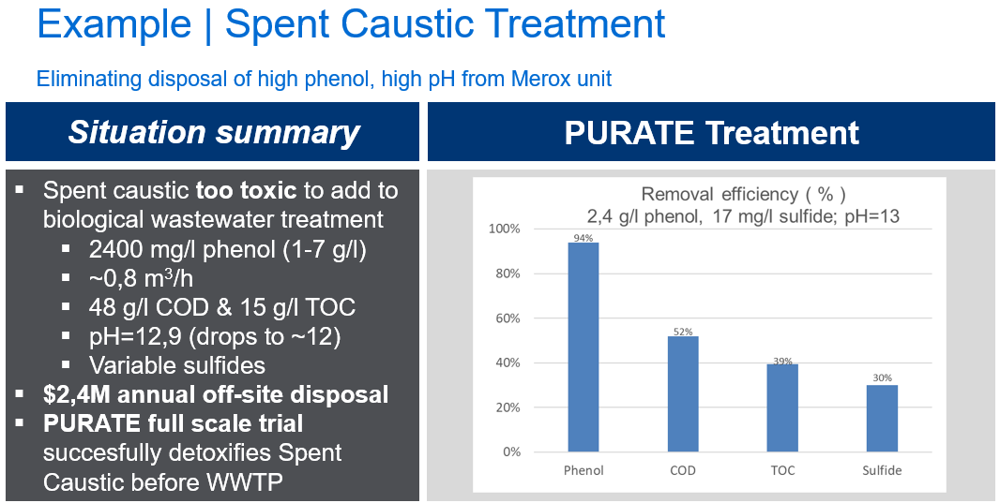 Example | Spent Caustic Treatment
Eliminating disposal of high phenol, high pH from Merox unit
Situation summary
▪ Spent caustic too toxic to add to
biological wastewater treatment
▪ 2400 mg/l phenol (1-7 g/l)
▪ ~0,8 m³/h
▪ 48 g/l COD & 15 g/l TOC
▪ pH=12,9 (drops to ~12)
▪ Variable sulfides
▪ $2,4M annual off-site disposal
▪ PURATE full scale trial
succesfully detoxifies Spent
Caustic before WWTP
PURATE Treatment
Removal efficiency ( % )
2,4 g/l phenol, 17 mg/l sulfide; pH=13
100%
80%
60%
40%
20%
0%
94%
52%
39%
30%
Phenol
COD
TOC
Sulfide